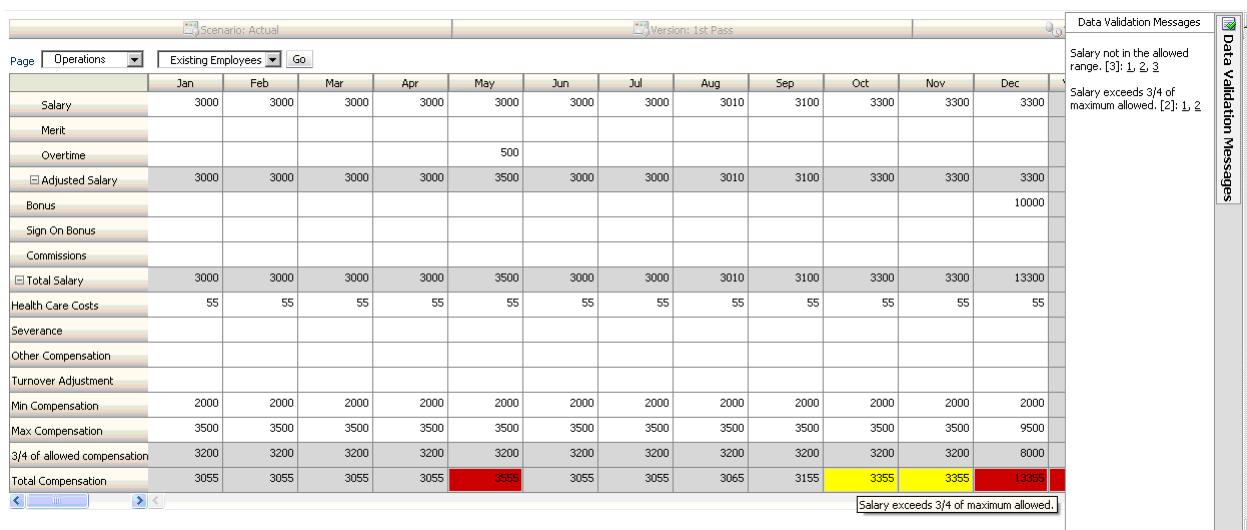 Scenario: Actual Version: 1st Pass
Page Operations Existing Employees Go
Jan Feb Mar Apr May Jun Jul Aug Sep Oct Nov Dec
Salary 3000 3000 3000 3000 3000 3000 3000 3010 3100 3300 3300 3300
Merit
Overtime 500
Adjusted Salary 3000 3000 3000 3000 3500 3000 3000 3010 3100 3300 3300 3300
Bonus 10000
Sign On Bonus
Commissions
Total Salary 3000 3000 3000 3000 3500 3000 3000 3010 3100 3300 3300 13300
Health Care Costs 55 55 55 55 55 55 55 55 55 55 55 55
Severance
Other Compensation
Turnover Adjustment
Min Compensation 2000 2000 2000 2000 2000 2000 2000 2000 2000 2000 2000 2000
Max Compensation 3500 3500 3500 3500 3500 3500 3500 3500 3500 3500 3500 9500
3/4 of allowed compensation 3200 3200 3200 3200 3200 3200 3200 3200 3200 3200 3200 8000
Total Compensation 3055 3055 3055 3055 3555 3055 3055 3065 3155 3355 3355 13355
Salary exceeds 3/4 of maximum allowed.
Data Validation Messages
Salary not in the allowed
range. [3]: 1, 2, 3
Salary exceeds 3/4 of
maximum allowed. [2]: 1, 2
Data Validation Messages